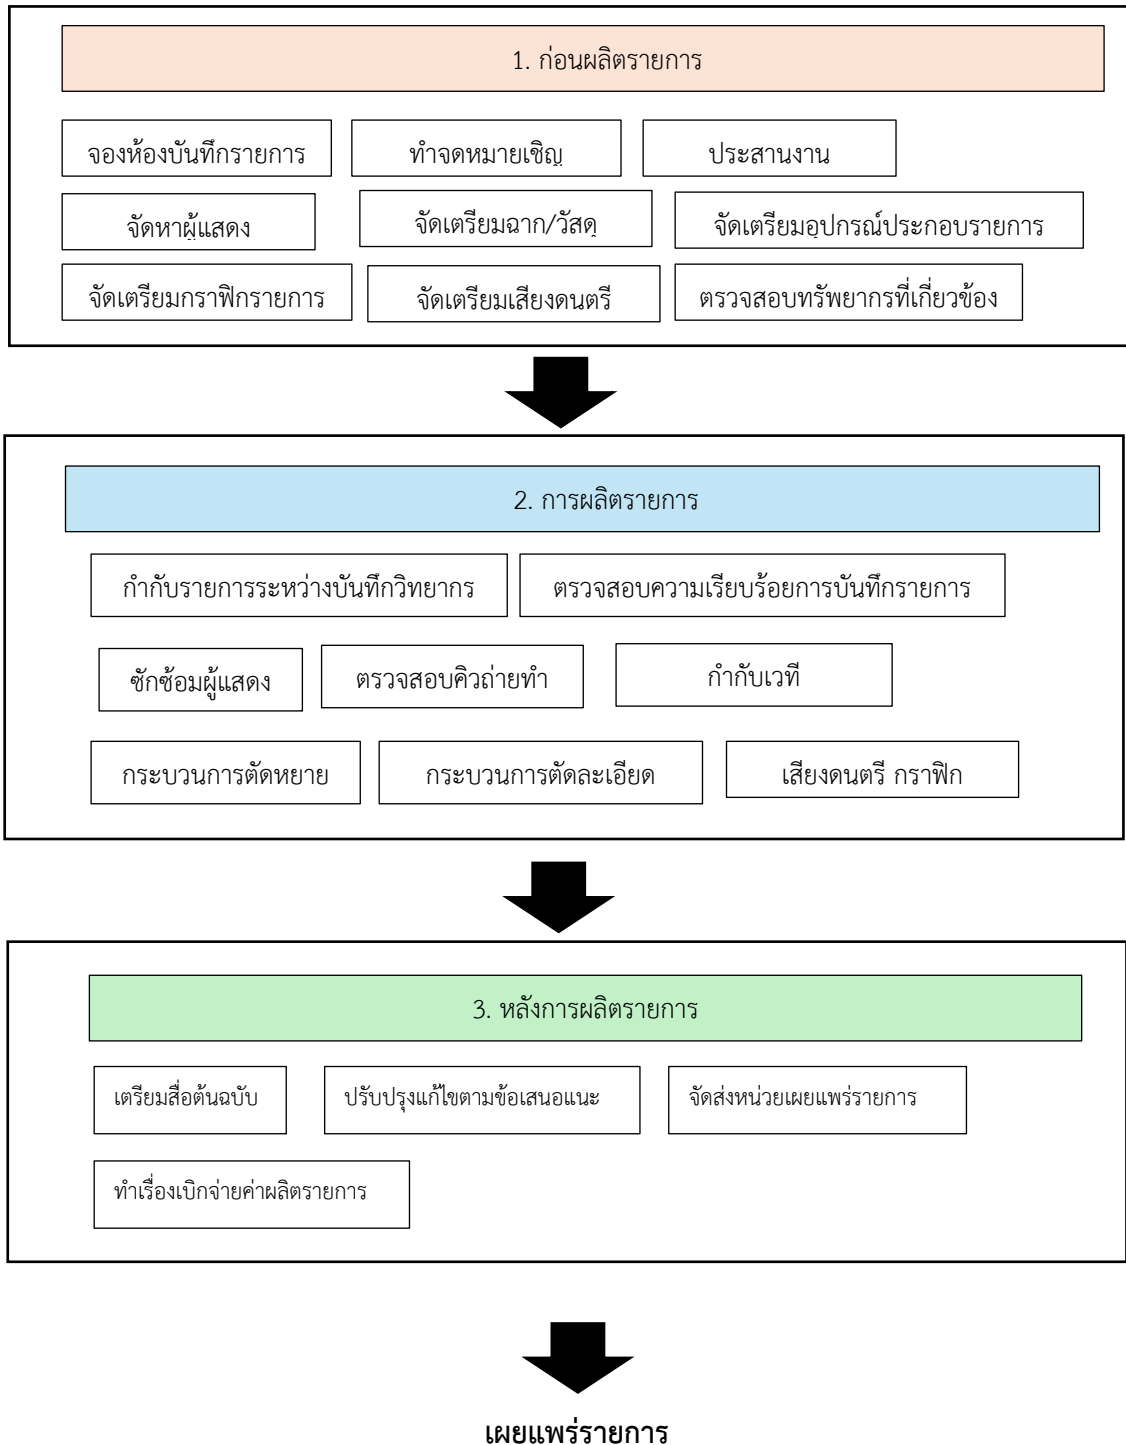 1. ก่อนผลิตรายการ
จองห้องบันทึกรายการ
ทำจดหมายเชิญ
ประสานงาน
จัดหาผู้แสดง
จัดเตรียมฉาก/วัสดุ
จัดเตรียมอุปกรณ์ประกอบรายการ
จัดเตรียมกราฟิกรายการ
จัดเตรียมเสียงดนตรี
ตรวจสอบทรัพยากรที่เกี่ยวข้อง
2. การผลิตรายการ
กำกับรายการระหว่างบันทึกวิทยากร
ตรวจสอบความเรียบร้อยการบันทึกรายการ
ซักซ้อมผู้แสดง
ตรวจสอบคิวถ่ายทำ
กำกับเวที
กระบวนการตัดหยาย
กระบวนการตัดละเอียด
เสียงดนตรี กราฟิก
3. หลังการผลิตรายการ
เตรียมสื่อต้นฉบับ
ปรับปรุงแก้ไขตามข้อเสนอแนะ
จัดส่งหน่วยเผยแพร่รายการ
ทำเรื่องเบิกจ่ายค่าผลิตรายการ
เผยแพร่รายการ